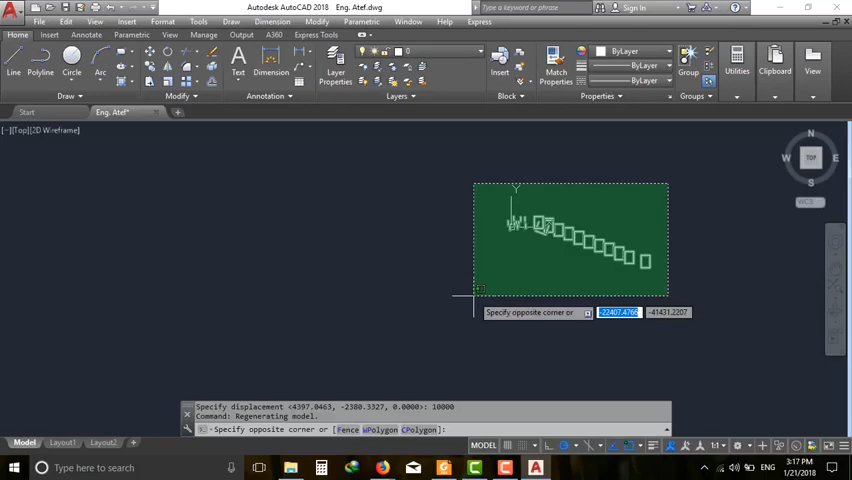 Autodesk AutoCAD 2018 Eng. Atef.dwg
Type a keyword or phrase
Sign In
File Edit View Insert Format Tools Draw Dimension Modify Parametric Window Help Express
Home Insert Annotate Parametric View Manage Output A360 Express Tools
0
ByLayer
ByLayer
ByLayer
Line Polyline Circle Arc
Text Dimension
Layer
Properties
Insert
Match
Properties
Group
Utilities Clipboard View
Draw Modify Annotation Layers Block Properties Groups
Start Eng. Atef*
[−][Top][2D Wireframe]
N
W TOP E
S
WCS
Y
Specify opposite corner or -22407.4766 -41431.2207
Specify displacement <4397.0463, -2380.3327, 0.0000>: 10000
Command: Regenerating model.
Specify opposite corner or [Fence WPolygon CPolygon]:
Model Layout1 Layout2 +
MODEL 1:1
Type here to search
ENG
3:17 PM
1/21/2018